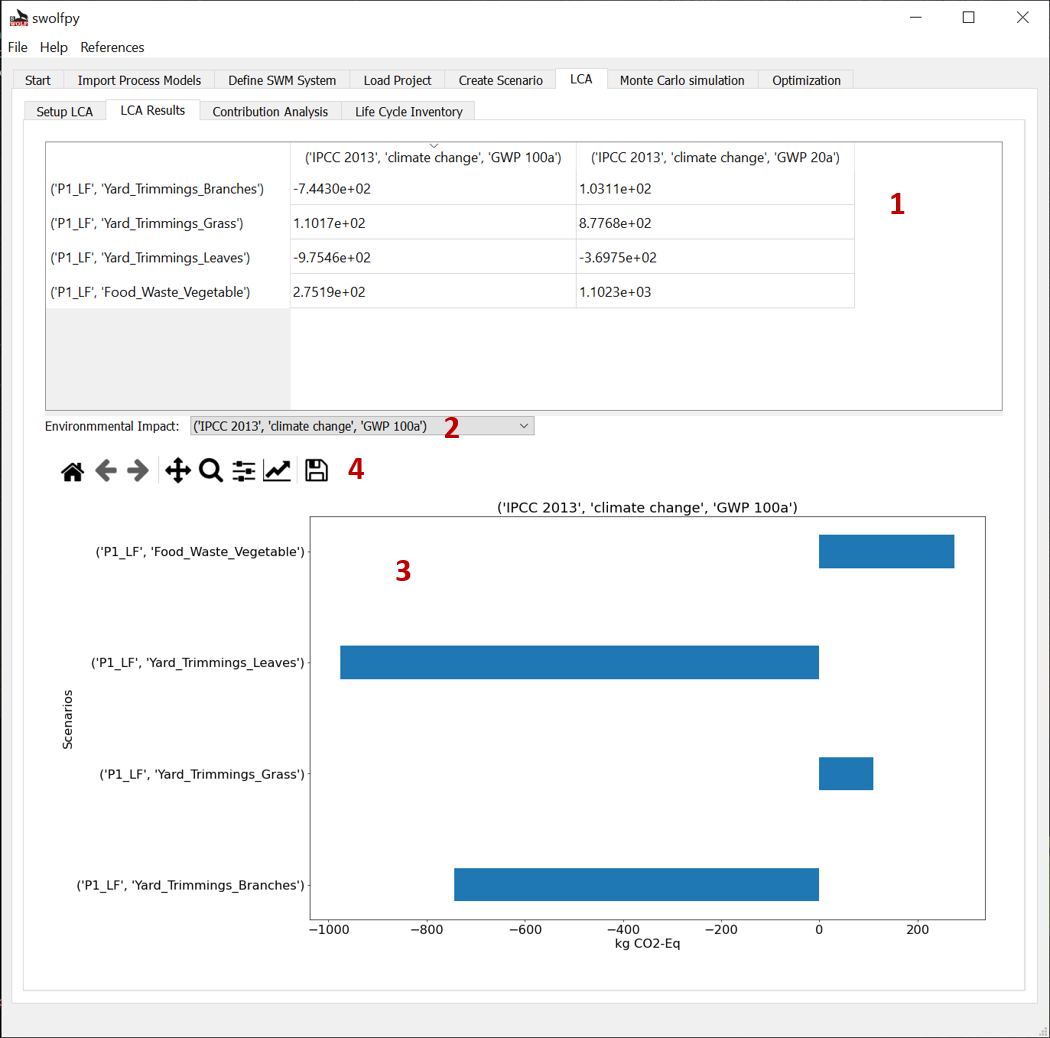 swolfpy
File Help References
Start Import Process Models Define SWM System Load Project Create Scenario LCA Monte Carlo simulation Optimization
Setup LCA LCA Results Contribution Analysis Life Cycle Inventory
('IPCC 2013', 'climate change', 'GWP 100a') ('IPCC 2013', 'climate change', 'GWP 20a')
('P1_LF', 'Yard_Trimmings_Branches') -7.4430e+02 1.0311e+02
1
('P1_LF', 'Yard_Trimmings_Grass') 1.1017e+02 8.7768e+02
('P1_LF', 'Yard_Trimmings_Leaves') -9.7546e+02 -3.6975e+02
('P1_LF', 'Food_Waste_Vegetable') 2.7519e+02 1.1023e+03
Environmmental Impact: ('IPCC 2013', 'climate change', 'GWP 100a') 2
4
('IPCC 2013', 'climate change', 'GWP 100a')
('P1_LF', 'Food_Waste_Vegetable')
3
('P1_LF', 'Yard_Trimmings_Leaves')
Scenarios
('P1_LF', 'Yard_Trimmings_Grass')
('P1_LF', 'Yard_Trimmings_Branches')
−1000 −800 −600 −400 −200 0 200
kg CO2-Eq